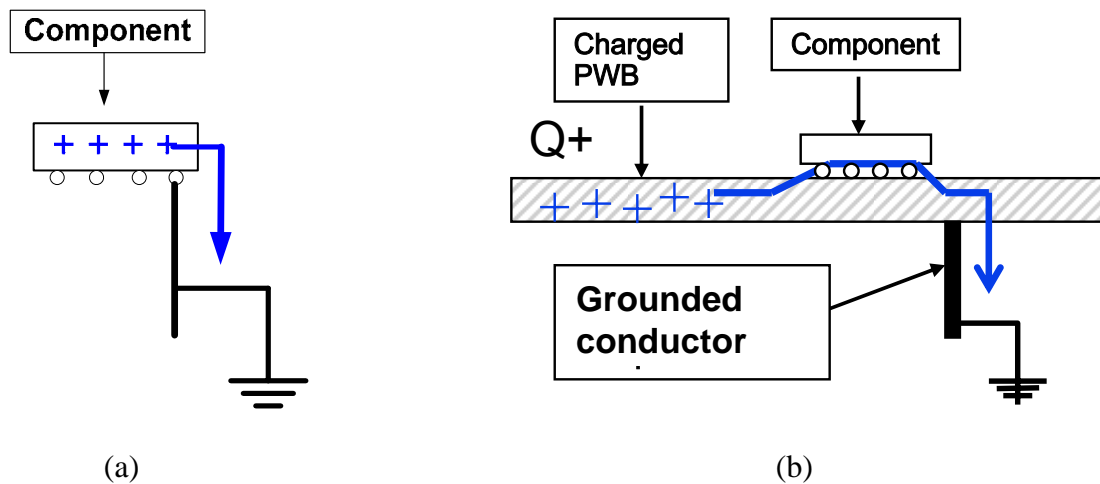 Component
Charged
PWB
Component
Q+
Grounded
conductor
(a)
(b)